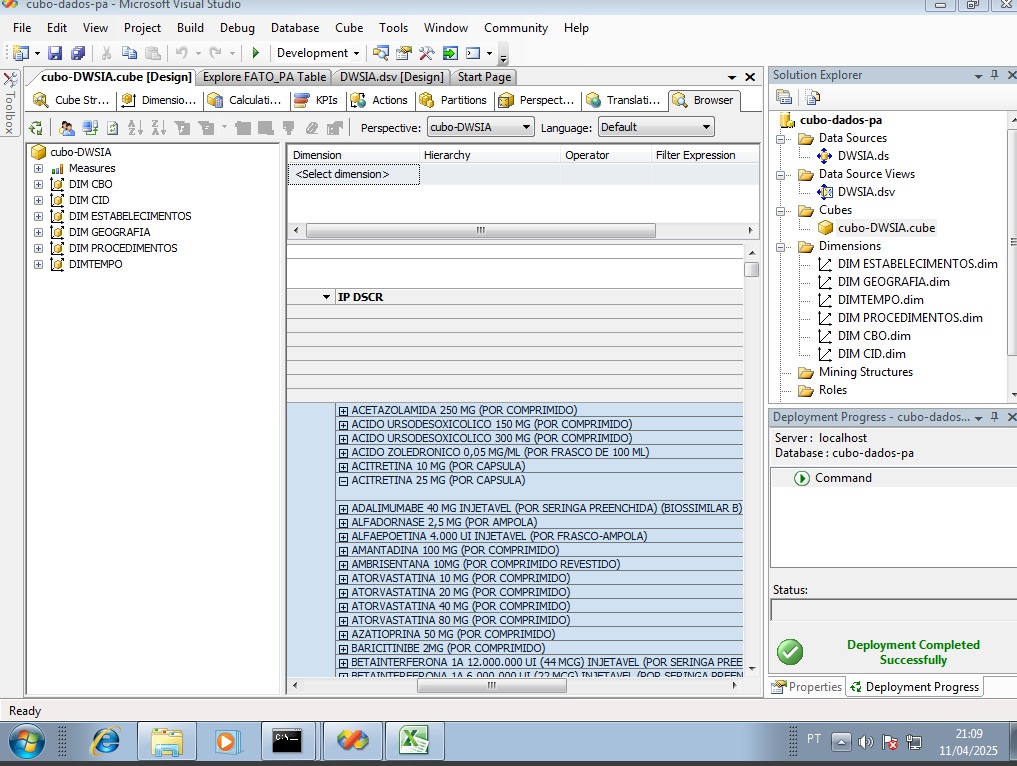 cubo-dados-pa - Microsoft Visual Studio
File Edit View Project Build Debug Database Cube Tools Window Community Help
Development
cubo-DWSIA.cube [Design] Explore FATO_PA Table DWSIA.dsv [Design] Start Page
Cube Str... Dimensio... Calculati... KPIs Actions Partitions Perspect... Translati... Browser
Perspective: cubo-DWSIA Language: Default
Toolbox
cubo-DWSIA
Measures
DIM CBO
DIM CID
DIM ESTABELECIMENTOS
DIM GEOGRAFIA
DIM PROCEDIMENTOS
DIMTEMPO
Dimension Hierarchy Operator Filter Expression
<Select dimension>
IP DSCR
ACETAZOLAMIDA 250 MG (POR COMPRIMIDO)
ACIDO URSODESOXICOLICO 150 MG (POR COMPRIMIDO)
ACIDO URSODESOXICOLICO 300 MG (POR COMPRIMIDO)
ACIDO ZOLEDRONICO 0,05 MG/ML (POR FRASCO DE 100 ML)
ACITRETINA 10 MG (POR CAPSULA)
ACITRETINA 25 MG (POR CAPSULA)
ADALIMUMABE 40 MG INJETAVEL (POR SERINGA PREENCHIDA) (BIOSSIMILAR B)
ALFADORNASE 2,5 MG (POR AMPOLA)
ALFAEPOETINA 4.000 UI INJETAVEL (POR FRASCO-AMPOLA)
AMANTADINA 100 MG (POR COMPRIMIDO)
AMBRISENTANA 10MG (POR COMPRIMIDO REVESTIDO)
ATORVASTATINA 10 MG (POR COMPRIMIDO)
ATORVASTATINA 20 MG (POR COMPRIMIDO)
ATORVASTATINA 40 MG (POR COMPRIMIDO)
ATORVASTATINA 80 MG (POR COMPRIMIDO)
AZATIOPRINA 50 MG (POR COMPRIMIDO)
BARICITINIBE 2MG (POR COMPRIMIDO)
BETAINTERFERONA 1A 12.000.000 UI (44 MCG) INJETAVEL (POR SERINGA PREE
BETAINTERFERONA 1A 6.000.000 UI (22 MCG) INJETAVEL (POR SERINGA PREEN
Solution Explorer
cubo-dados-pa
Data Sources
DWSIA.ds
Data Source Views
DWSIA.dsv
Cubes
cubo-DWSIA.cube
Dimensions
DIM ESTABELECIMENTOS.dim
DIM GEOGRAFIA.dim
DIMTEMPO.dim
DIM PROCEDIMENTOS.dim
DIM CBO.dim
DIM CID.dim
Mining Structures
Roles
Deployment Progress - cubo-dados...
Server : localhost
Database : cubo-dados-pa
Command
Status:
Deployment Completed
Successfully
Properties Deployment Progress
Ready
C:\_
PT
21:09
11/04/2025